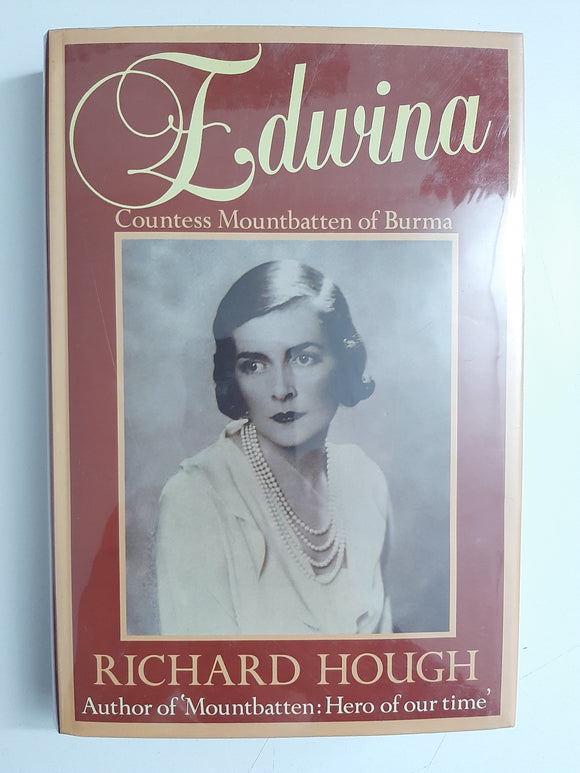 Edwina
Countess Mountbatten of Burma
RICHARD HOUGH
Author of ‘Mountbatten: Hero of our time’